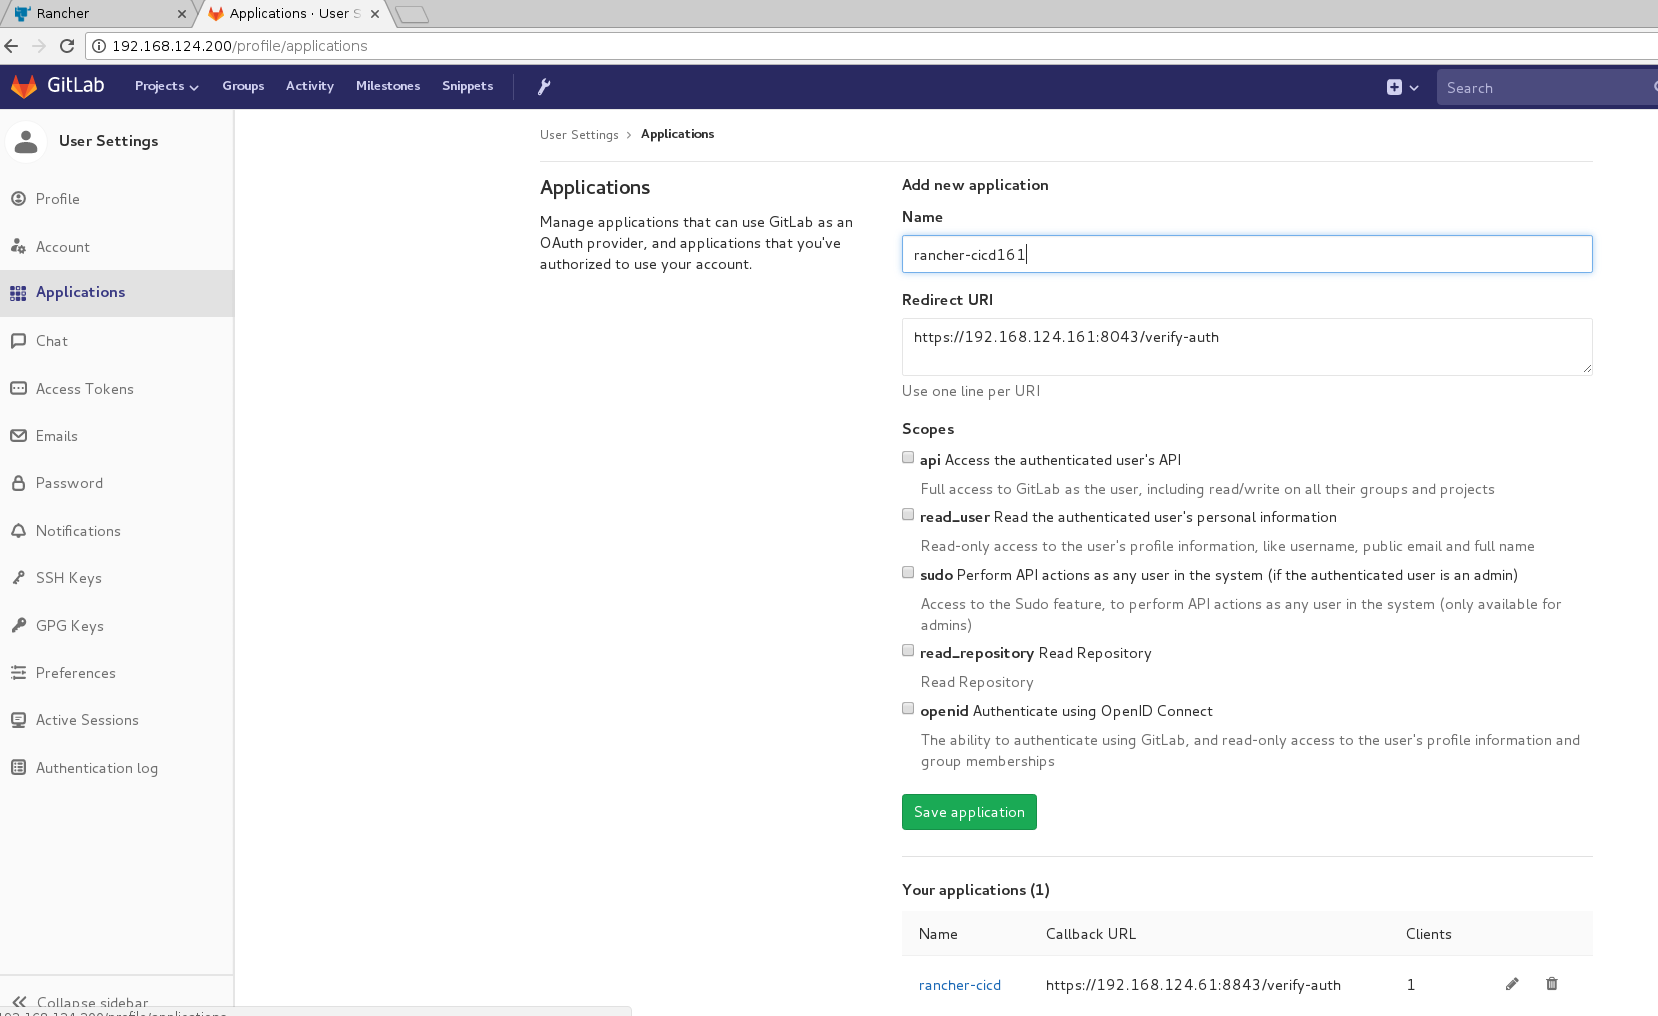 Rancher
Applications · User S
192.168.124.200/profile/applications
GitLab
Projects
Groups
Activity
Milestones
Snippets
Search
User Settings
Profile
Account
Applications
Chat
Access Tokens
Emails
Password
Notifications
SSH Keys
GPG Keys
Preferences
Active Sessions
Authentication log
Collapse sidebar
192.168.124.200/profile/applications
User Settings > Applications
Applications
Manage applications that can use GitLab as an
OAuth provider, and applications that you've
authorized to use your account.
Add new application
Name
rancher-cicd161
Redirect URI
https://192.168.124.161:8043/verify-auth
Use one line per URI
Scopes
api Access the authenticated user's API
Full access to GitLab as the user, including read/write on all their groups and projects
read_user Read the authenticated user's personal information
Read-only access to the user's profile information, like username, public email and full name
sudo Perform API actions as any user in the system (if the authenticated user is an admin)
Access to the Sudo feature, to perform API actions as any user in the system (only available for
admins)
read_repository Read Repository
Read Repository
openid Authenticate using OpenID Connect
The ability to authenticate using GitLab, and read-only access to the user's profile information and
group memberships
Save application
Your applications (1)
Name Callback URL Clients
rancher-cicd https://192.168.124.61:8843/verify-auth 1